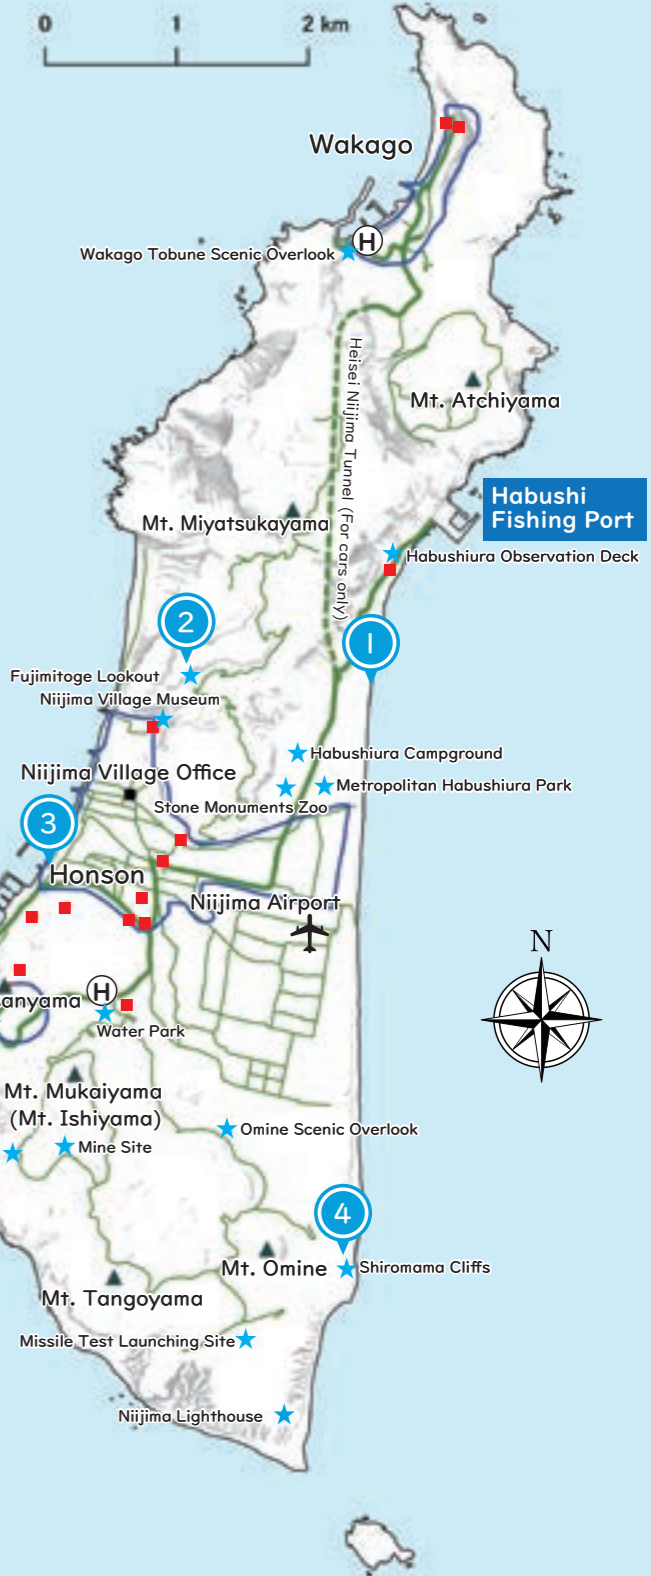 0 1 2 km
Wakago
H
Wakago Tobune Scenic Overlook
Heisei Niijima Tunnel (For cars only)
Mt. Atchiyama
Habushi
Fishing Port
Mt. Miyatsukayama
Habushiura Observation Deck
2
1
Fujimitoge Lookout
Niijima Village Museum
Habushiura Campground
Niijima Village Office
Metropolitan Habushiura Park
Stone Monuments Zoo
3
Honson
Niijima Airport
N
H
anyama
Water Park
Mt. Mukaiyama
(Mt. Ishiyama)
Omine Scenic Overlook
Mine Site
4
Mt. Omine
Shiromama Cliffs
Mt. Tangoyama
Missile Test Launching Site
Niijima Lighthouse